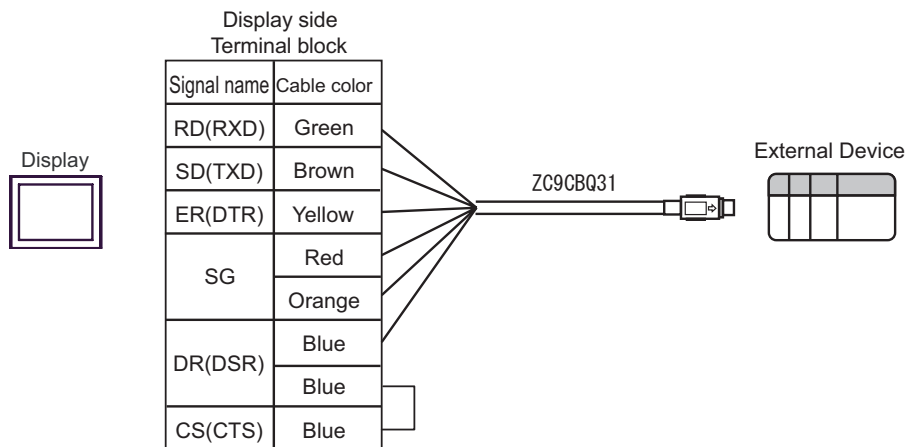 Display side
Terminal block
Signal name Cable color
RD(RXD) Green
SD(TXD) Brown
ER(DTR) Yellow
SG Red
Orange
DR(DSR) Blue
Blue
CS(CTS) Blue
Display
ZC9CBQ31
External Device